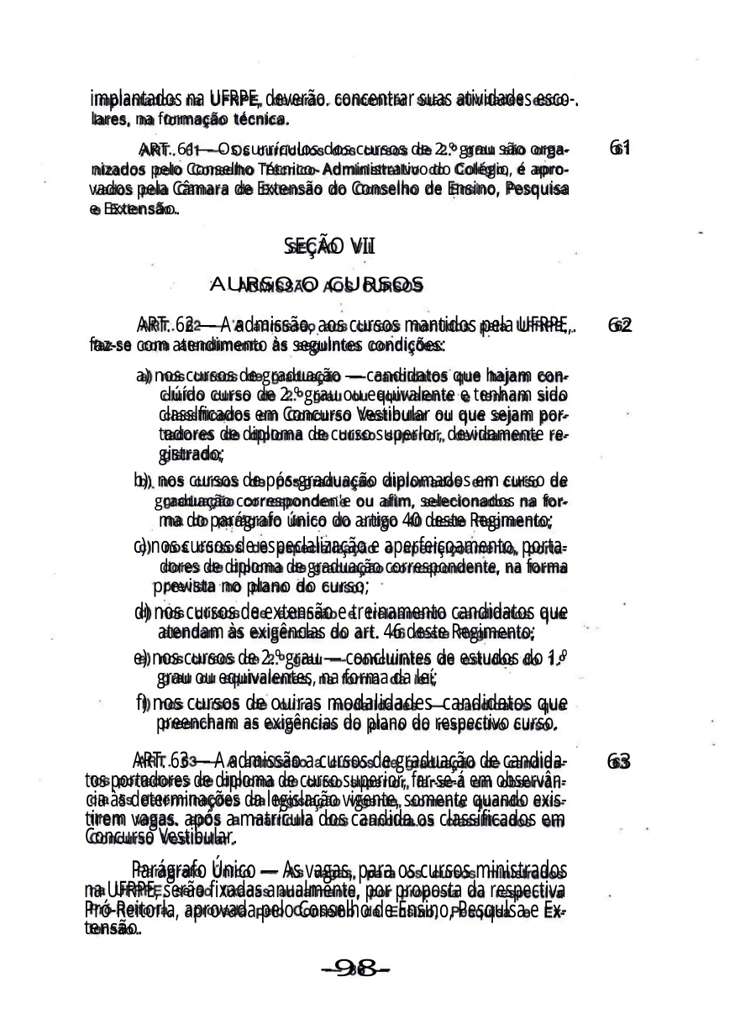 implantados na UFRPE, deverão concentrar suas atividades esco-
lares, na formação técnica.
ART. 61 — Os currículos dos cursos de 2.º grau são orga- 61
nizados pelo Conselho Técnico-Administrativo do Colégio, e apro-
vados pela Câmara de Extensão do Conselho de Ensino, Pesquisa
e Extensão.
SEÇÃO VII
CURSOS
ART. 62 — A admissão, aos cursos mantidos pela UFRPE, 62
faz-se com atendimento às seguintes condições:
a) nos cursos de graduação — candidatos que hajam con-
cluído curso de 2.º grau ou equivalente e tenham sido
classificados em Concurso Vestibular ou que sejam por-
tadores de diploma de curso superior, devidamente re-
gistrado;
b) nos cursos de pós-graduação diplomados em curso de
graduação correspondente ou afim, selecionados na for-
ma do parágrafo único do artigo 40 deste Regimento;
c) nos cursos de especialização e aperfeiçoamento, porta-
dores de diploma de graduação correspondente, na forma
prevista no plano do curso;
d) nos cursos de extensão e treinamento candidatos que
atendam às exigências do art. 46 deste Regimento;
e) nos cursos de 2.º grau — concluintes de estudos do 1.º
grau ou equivalentes, na forma da lei;
f) nos cursos de outras modalidades candidatos que
preencham as exigências do plano do respectivo curso.
ART. 63 — A admissão a cursos de graduação de candida- 63
tos portadores de diploma de curso superior, far-se-á em observân-
cia às determinações da legislação vigente, somente quando exis-
tirem vagas, após a matrícula dos candidatos classificados em
Concurso Vestibular.
Parágrafo Único — As vagas, para os cursos ministrados
na UFRPE, serão fixadas anualmente, por proposta da respectiva
Pró-Reitoria, aprovada pelo Conselho de Ensino, Pesquisa e Ex-
tensão.